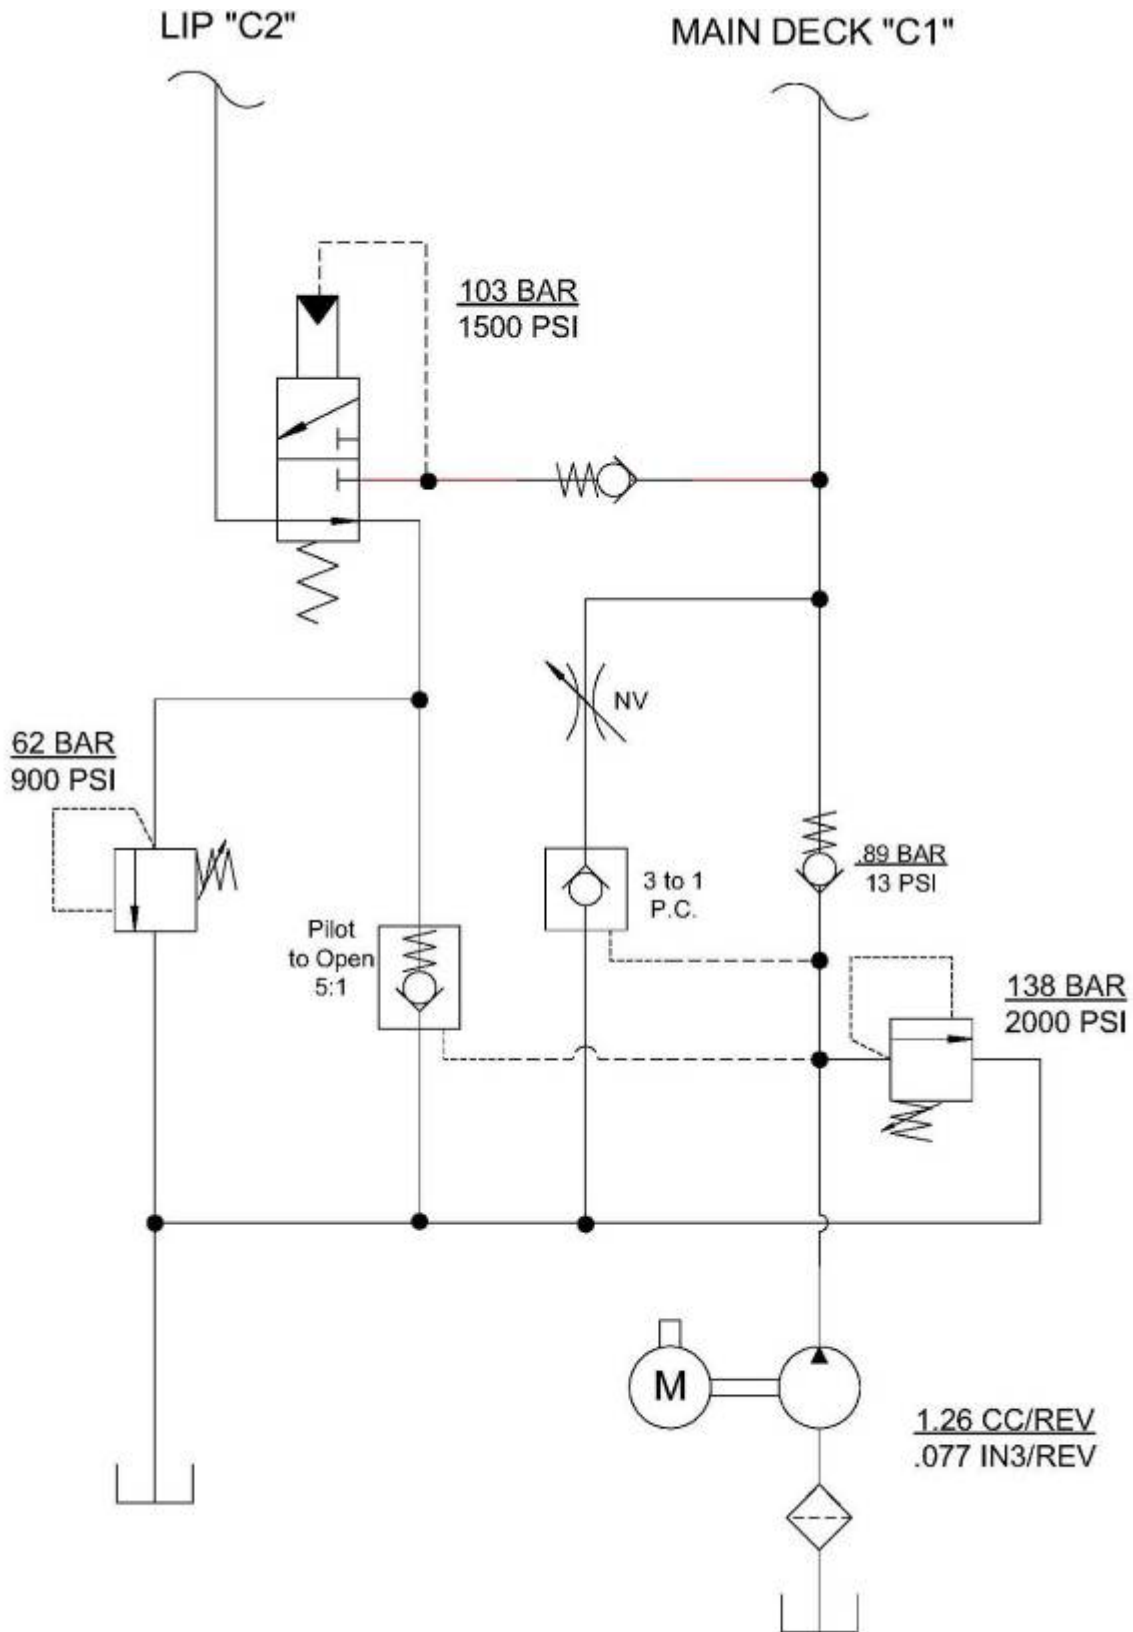 LIP "C2"
MAIN DECK "C1"
103 BAR
1500 PSI
NV
62 BAR
900 PSI
.89 BAR
13 PSI
3 to 1
P.C.
Pilot
to Open
5:1
138 BAR
2000 PSI
M
1.26 CC/REV
.077 IN3/REV